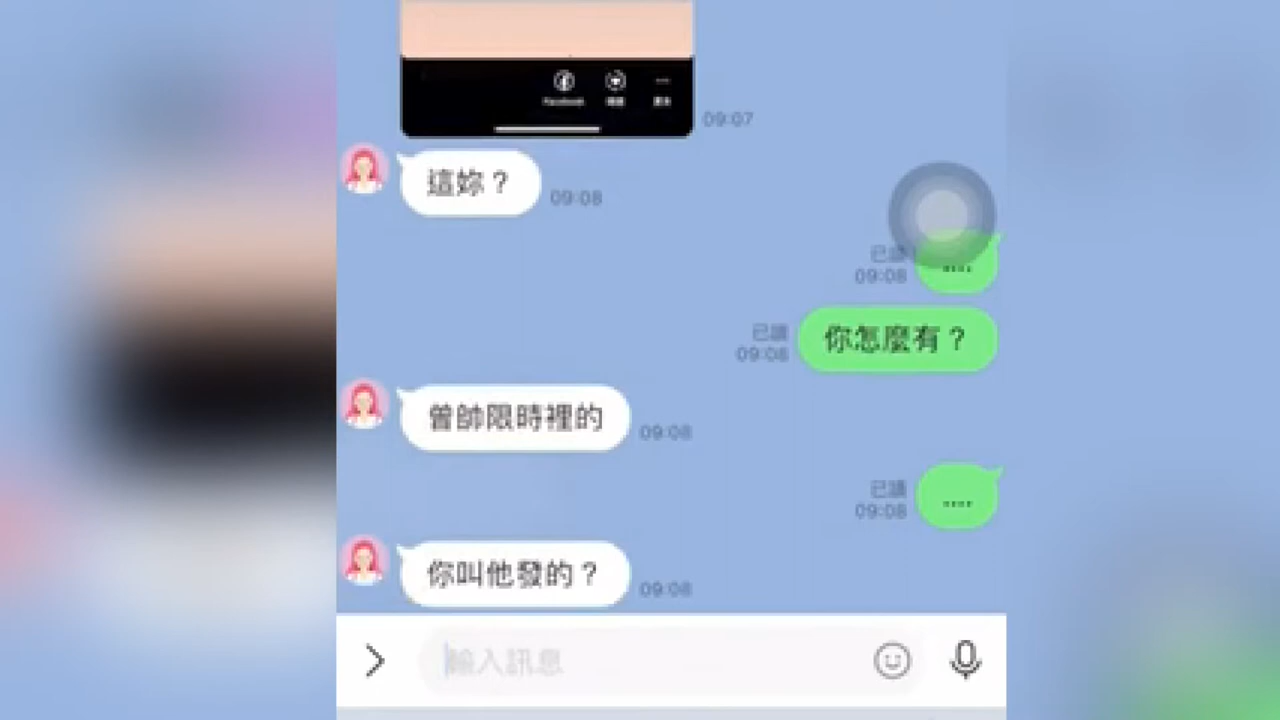 Facebook
09:07
這妳？
09:08
已讀
09:08
....
已讀
09:08
你怎麼有？
曾帥限時裡的
09:08
已讀
09:08
....
你叫他發的？
09:08
輸入訊息